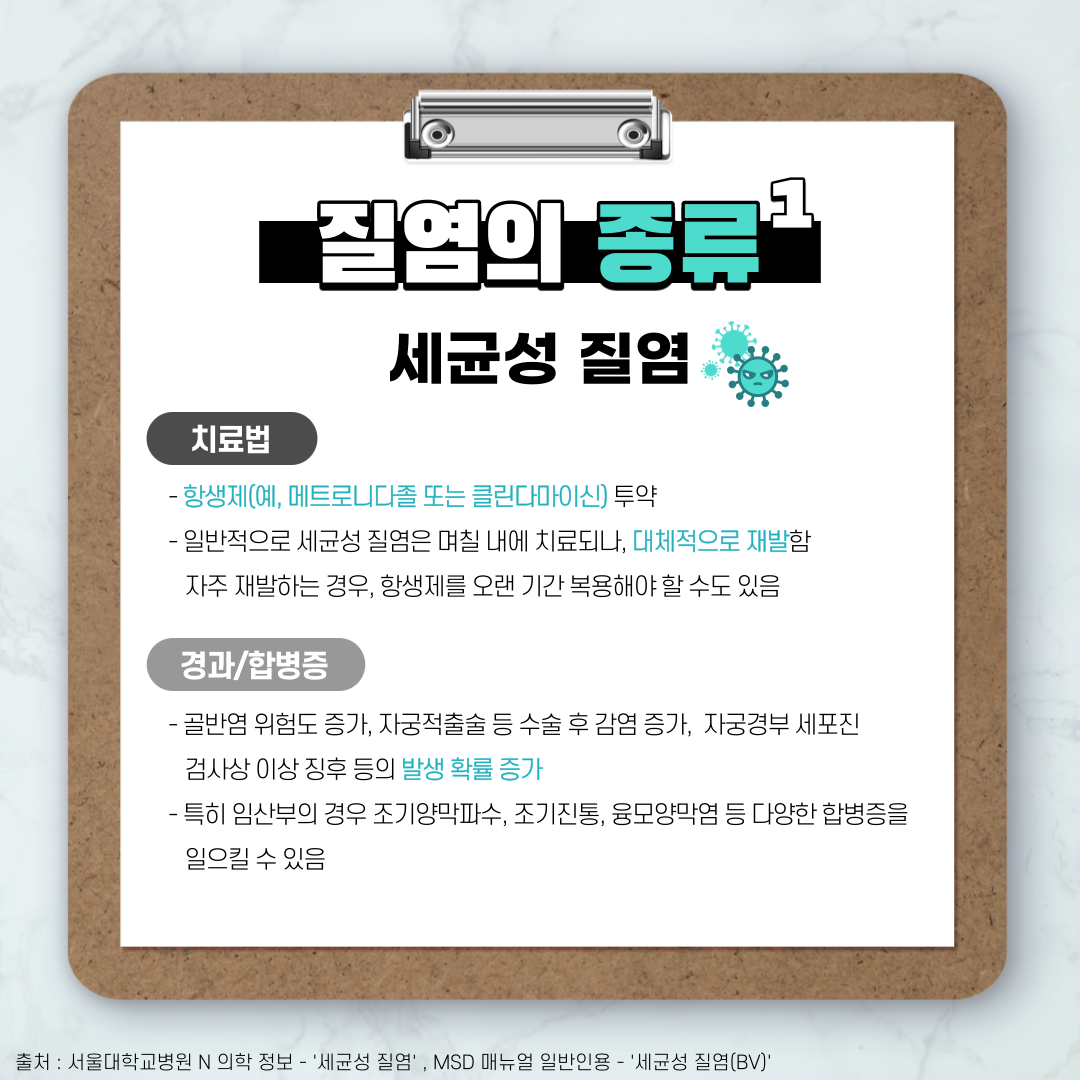 질염의 종류 1
세균성 질염
치료법
- 항생제(예, 메트로니다졸 또는 클린다마이신) 투약
- 일반적으로 세균성 질염은 며칠 내에 치료되나, 대체적으로 재발함
자주 재발하는 경우, 항생제를 오랜 기간 복용해야 할 수도 있음
경과/합병증
- 골반염 위험도 증가, 자궁적출술 등 수술 후 감염 증가, 자궁경부 세포진
검사상 이상 징후 등의 발생 확률 증가
- 특히 임산부의 경우 조기양막파수, 조기진통, 융모양막염 등 다양한 합병증을
일으킬 수 있음
출처 : 서울대학교병원 N 의학 정보 - '세균성 질염' , MSD 매뉴얼 일반인용 - '세균성 질염(BV)'